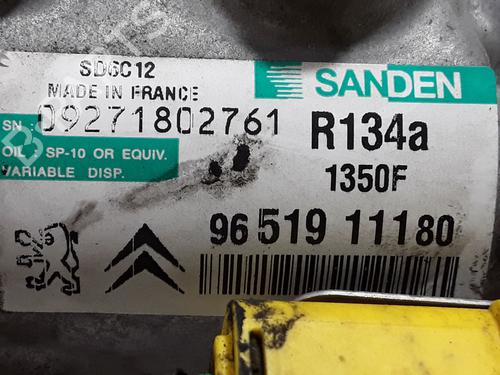 SD6C12
MADE IN FRANCE
SANDEN
SN : 09271802761
R134a
OIL : SP-10 OR EQUIV.
VARIABLE DISP.
1350F
96 519 11180